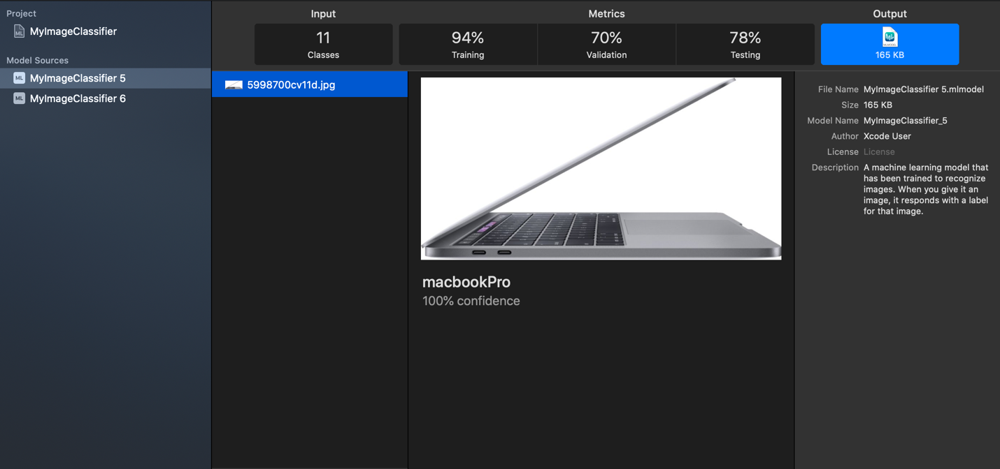 Project
MyImageClassifier
Model Sources
MyImageClassifier 5
MyImageClassifier 6
Input
11
Classes
Metrics
94%
Training
70%
Validation
78%
Testing
Output
165 KB
5998700cv11d.jpg
macbookPro
100% confidence
File Name MyImageClassifier 5.mlmodel
Size 165 KB
Model Name MyImageClassifier_5
Author Xcode User
License License
Description A machine learning model that
has been trained to recognize
images. When you give it an
image, it responds with a label
for that image.